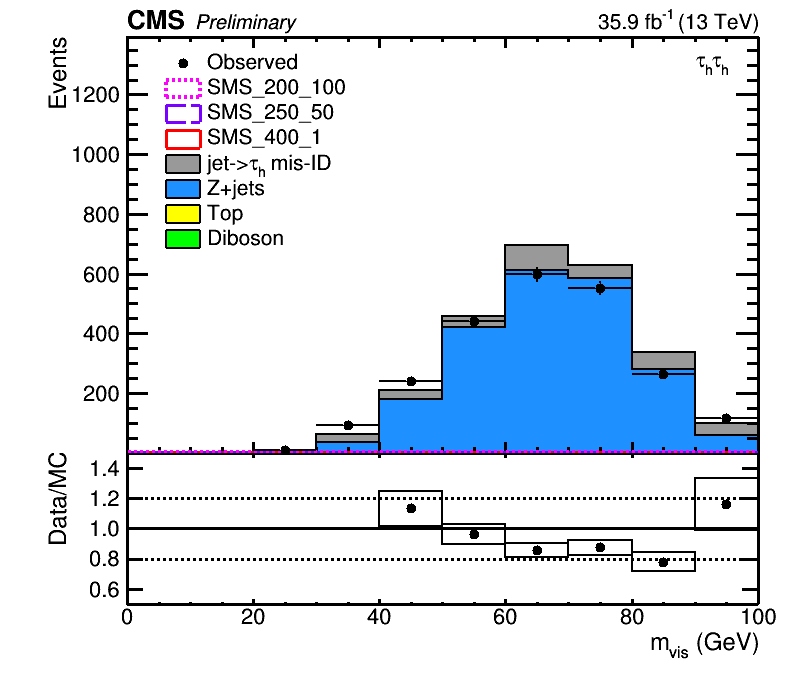 CMS Preliminary 35.9 fb⁻¹ (13 TeV)
Events
τₕτₕ
Observed
SMS_200_100
SMS_250_50
SMS_400_1
jet->τₕ mis-ID
Z+jets
Top
Diboson
1200
1000
800
600
400
200
Data/MC
1.4
1.2
1.0
0.8
0.6
0 20 40 60 80 100
m_vis (GeV)